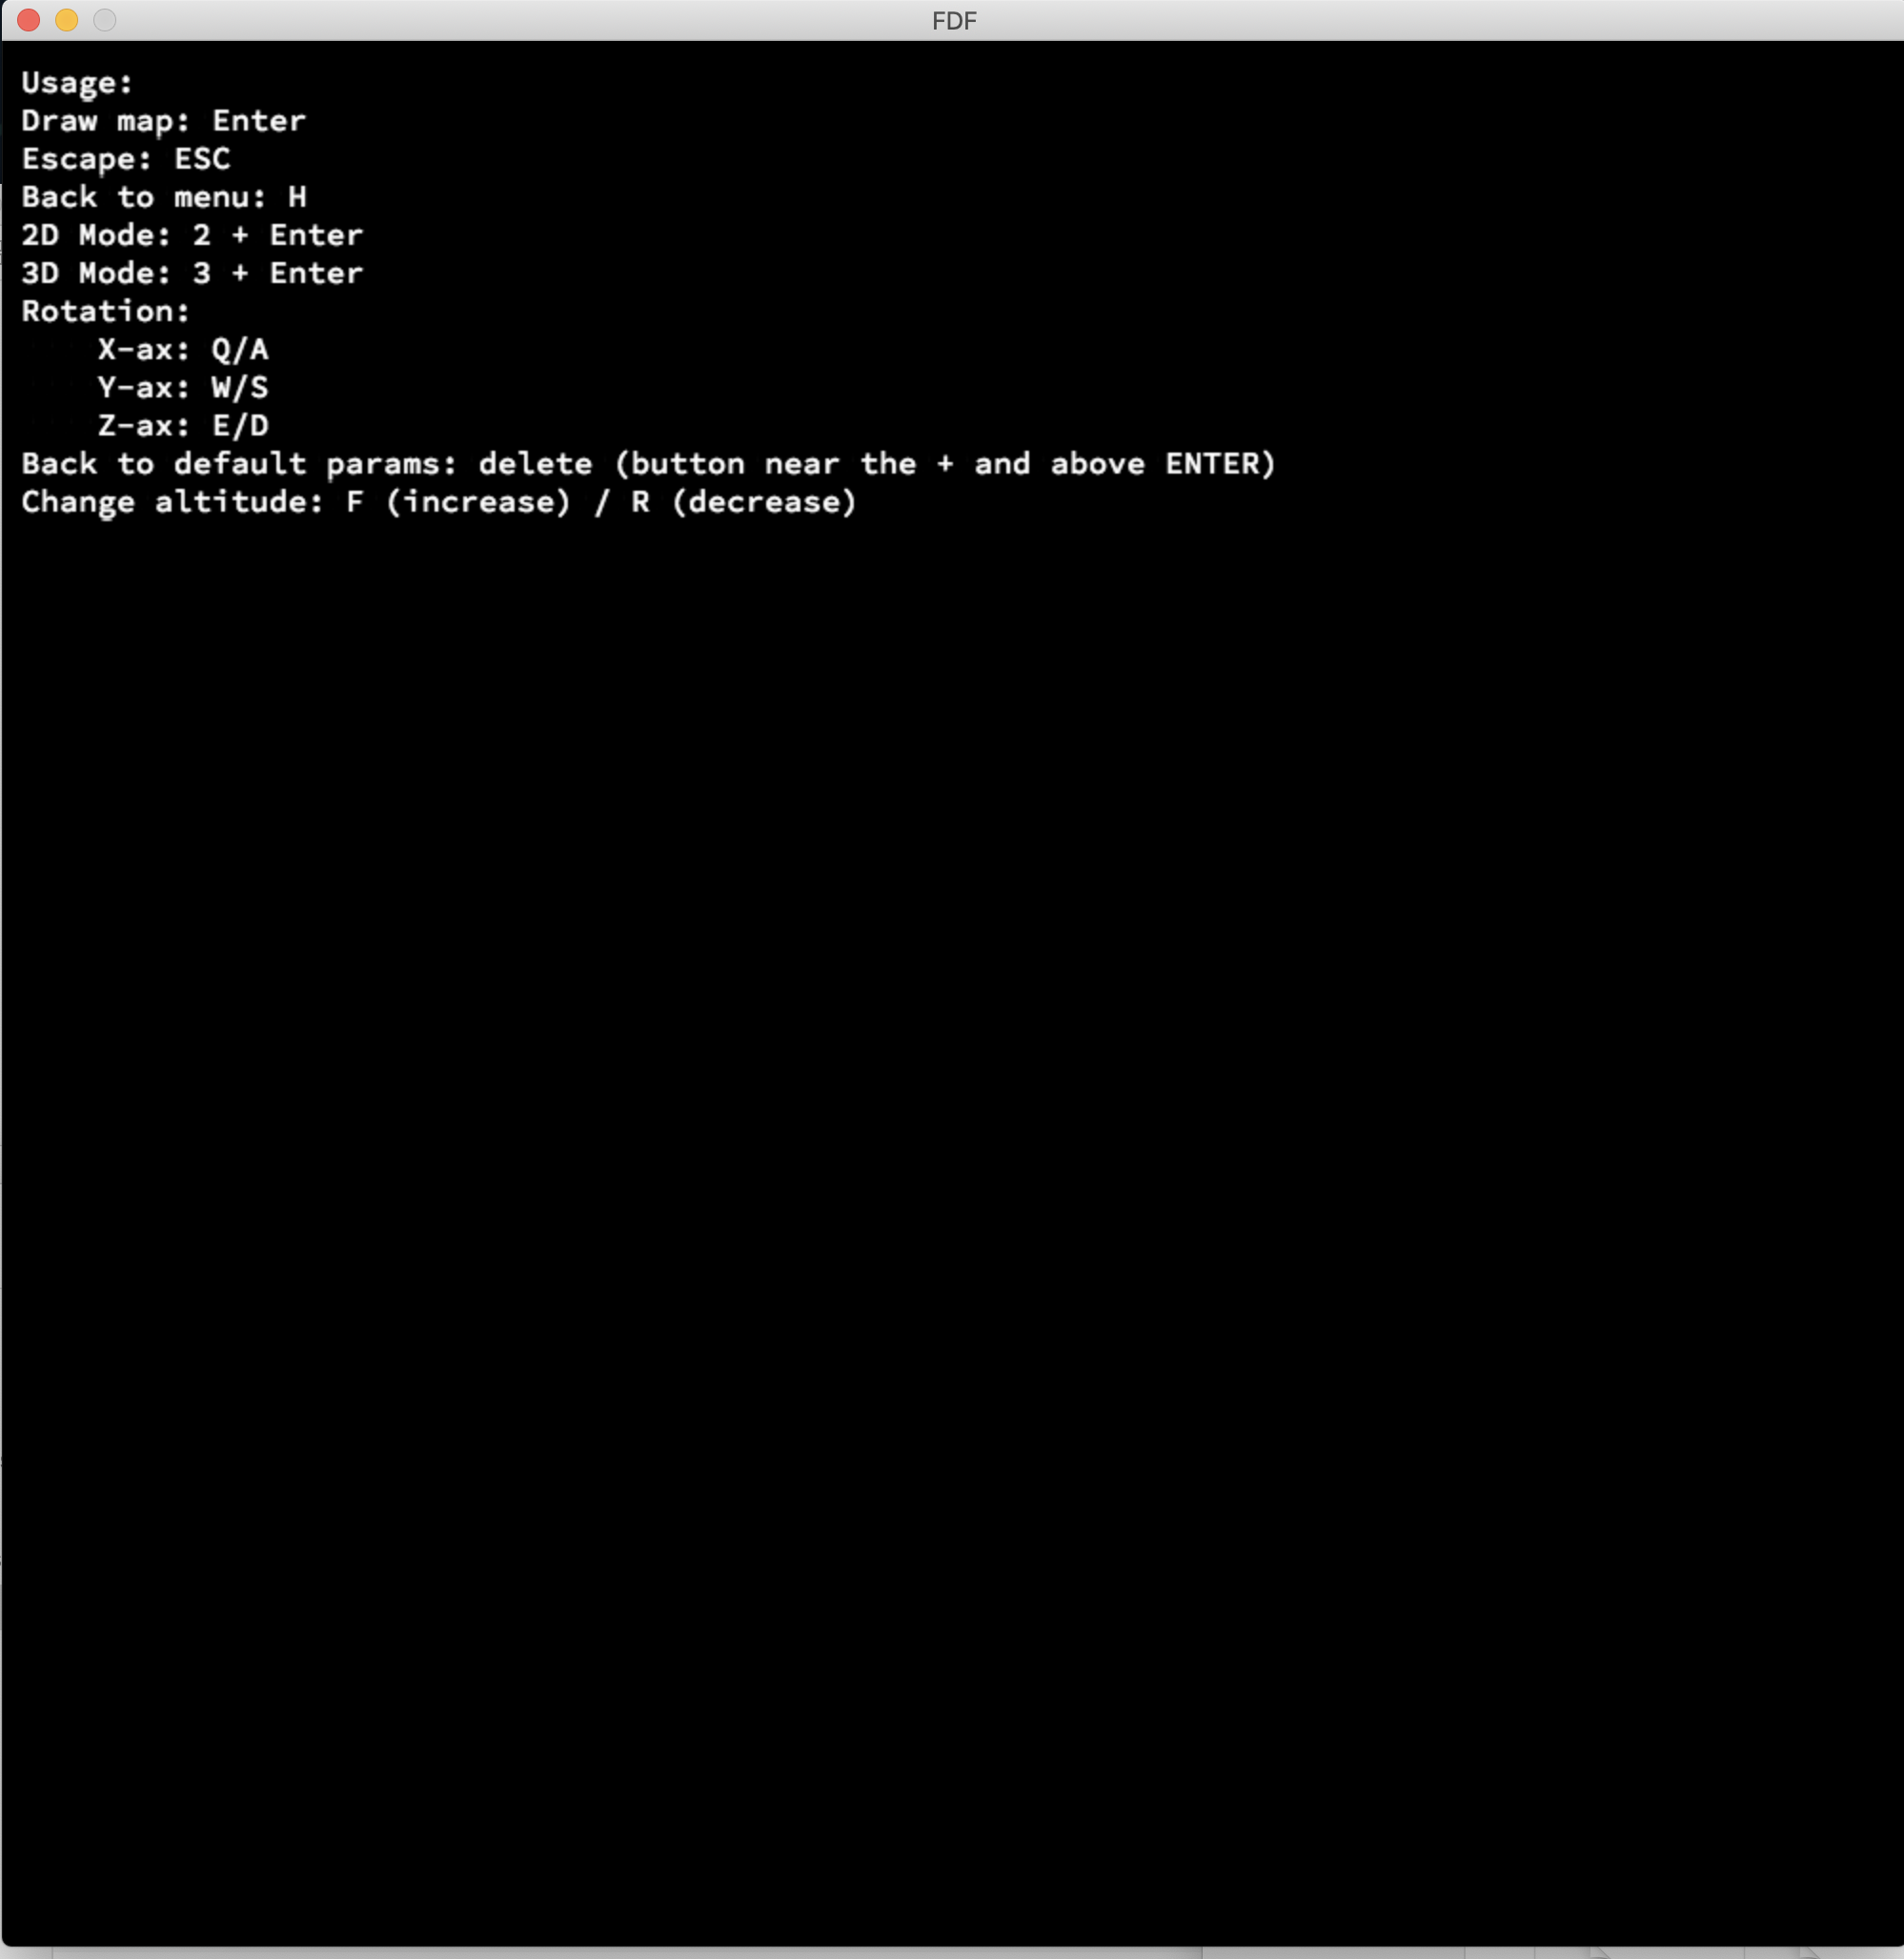 FDF
Usage:
Draw map: Enter
Escape: ESC
Back to menu: H
2D Mode: 2 + Enter
3D Mode: 3 + Enter
Rotation:
    X-ax: Q/A
    Y-ax: W/S
    Z-ax: E/D
Back to default params: delete (button near the + and above ENTER)
Change altitude: F (increase) / R (decrease)